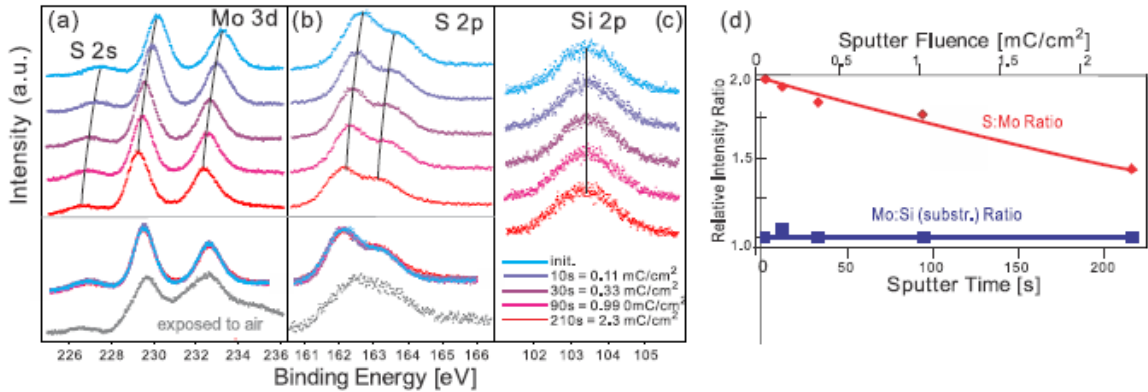 (a) Mo 3d
S 2s
(b) S 2p
Si 2p (c)
Intensity (a.u.)
exposed to air
init.
10s = 0.11 mC/cm²
30s = 0.33 mC/cm²
90s = 0.99 0mC/cm²
210s = 2.3 mC/cm²
226 228 230 232 234 236
161 162 163 164 165 166
102 103 104 105
Binding Energy [eV]
(d)
Sputter Fluence [mC/cm²]
0 0.5 1 2
2.0
1.5
1.0
Relative Intensity Ratio
S:Mo Ratio
Mo:Si (substr.) Ratio
0 50 100 150 200
Sputter Time [s]